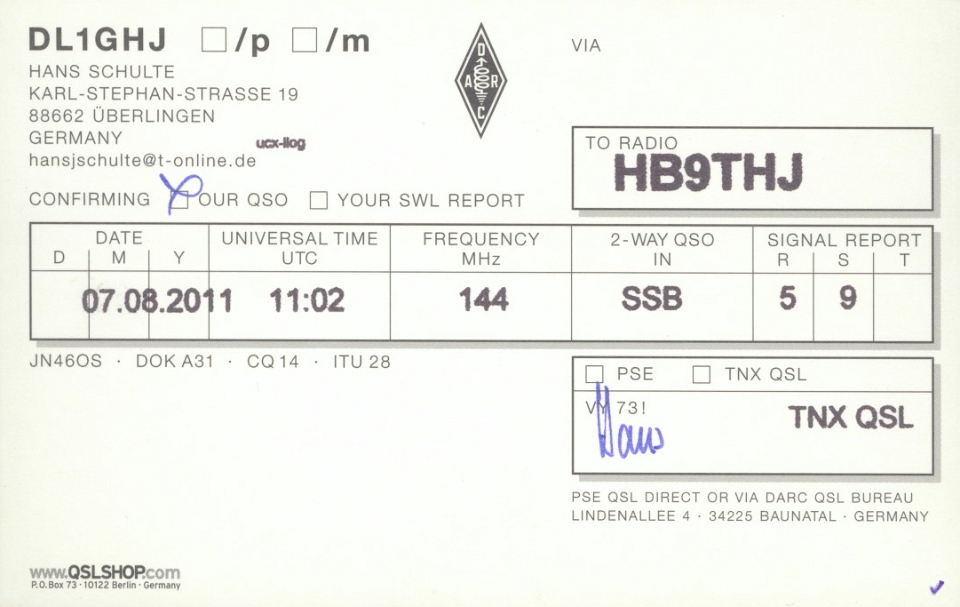 DL1GHJ □/p □/m
HANS SCHULTE
KARL-STEPHAN-STRASSE 19
88662 ÜBERLINGEN
GERMANY
ucx-llog
hansjschulte@t-online.de
DARC
VIA
TO RADIO
HB9THJ
CONFIRMING OUR QSO □ YOUR SWL REPORT
DATE UNIVERSAL TIME FREQUENCY 2-WAY QSO SIGNAL REPORT
D M Y UTC MHz IN R S T
07.08.2011 11:02 144 SSB 5 9
JN46OS · DOK A31 · CQ 14 · ITU 28
□ PSE □ TNX QSL
VY 73!
TNX QSL
Hans
PSE QSL DIRECT OR VIA DARC QSL BUREAU
LINDENALLEE 4 · 34225 BAUNATAL · GERMANY
www.QSLSHOP.com
P.O.Box 73 · 10122 Berlin · Germany